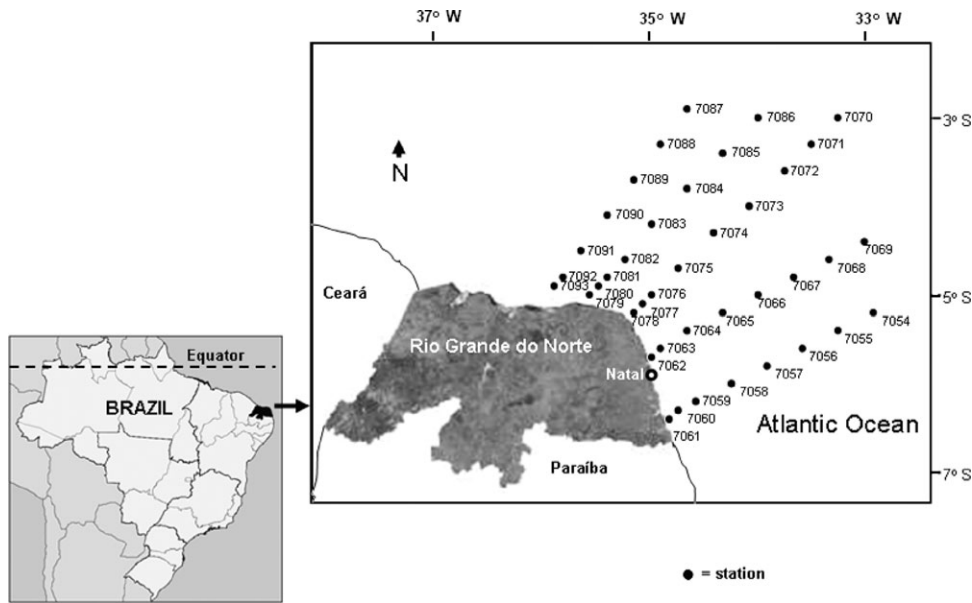 37° W 35° W 33° W
7087
7086 7070
3° S
7088 7085 7071
7072
N
7089 7084
7073
7090 7083 7074
7069
7091 7082 7075 7068
7092 7081 7067
7093 7080 7076 7066
5° S
7079 7077
7078 7065 7054
Ceará
7064 7055
Rio Grande do Norte
7063 7056
7062 7057
Natal
7058
7059
7060
7061
Atlantic Ocean
Paraíba
7° S
Equator
BRAZIL
= station